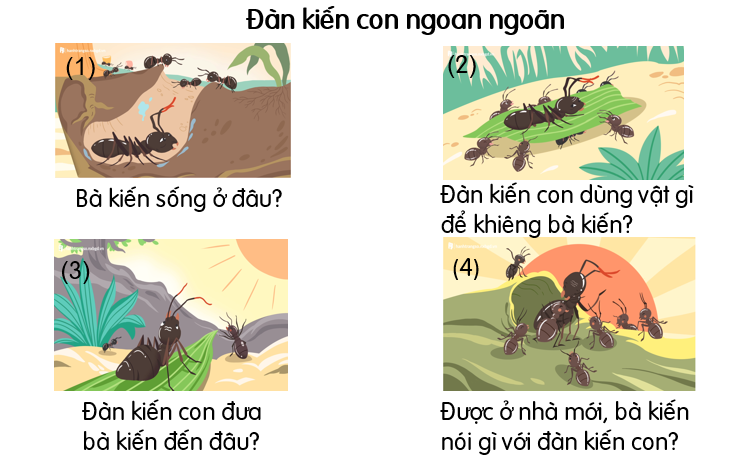 Đàn kiến con ngoan ngoãn
(1)
Bà kiến sống ở đâu?
(2)
Đàn kiến con dùng vật gì
để khiêng bà kiến?
(3)
Đàn kiến con đưa
bà kiến đến đâu?
(4)
Được ở nhà mới, bà kiến
nói gì với đàn kiến con?